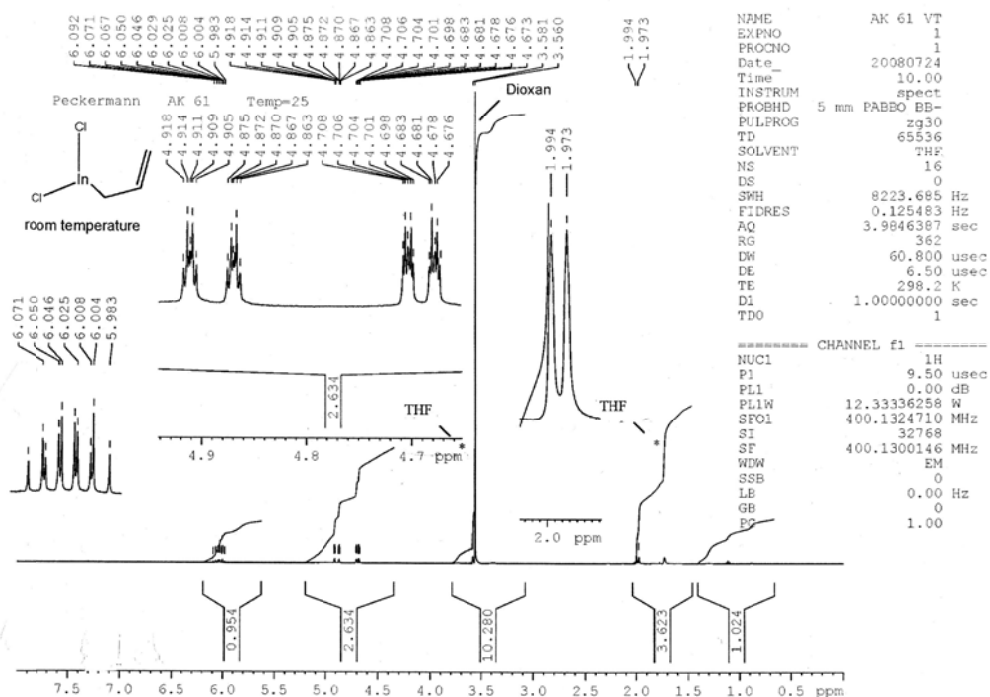 6.092
6.071
6.067
6.050
6.046
6.029
6.025
6.008
6.004
5.983
4.918
4.914
4.911
4.909
4.905
4.875
4.872
4.870
4.867
4.863
4.708
4.706
4.704
4.701
4.698
4.683
4.681
4.678
4.676
4.673
3.581
3.560
1.994
1.973
Peckermann AK 61 Temp=25
Dioxan
4.918
4.914
4.911
4.909
4.905
4.875
4.872
4.870
4.867
4.863
4.708
4.706
4.704
4.701
4.698
4.683
4.681
4.678
4.676
1.994
1.973
Cl
In
Cl
room temperature
6.071
6.050
6.046
6.025
6.008
6.004
5.983
2.634
THF
*
4.9 4.8 4.7 ppm
THF
*
2.0 ppm
0.954
2.634
10.280
3.623
1.024
7.5 7.0 6.5 6.0 5.5 5.0 4.5 4.0 3.5 3.0 2.5 2.0 1.5 1.0 0.5 ppm
NAME AK 61 VT
EXPNO 1
PROCNO 1
Date_ 20080724
Time 10.00
INSTRUM spect
PROBHD 5 mm PABBO BB-
PULPROG zg30
TD 65536
SOLVENT THF
NS 16
DS 0
SWH 8223.685 Hz
FIDRES 0.125483 Hz
AQ 3.9846387 sec
RG 362
DW 60.800 usec
DE 6.50 usec
TE 298.2 K
D1 1.00000000 sec
TD0 1
======== CHANNEL f1 ========
NUC1 1H
P1 9.50 usec
PL1 0.00 dB
PL1W 12.33336258 W
SFO1 400.1324710 MHz
SI 32768
SF 400.1300146 MHz
WDW EM
SSB 0
LB 0.00 Hz
GB 0
PC 1.00